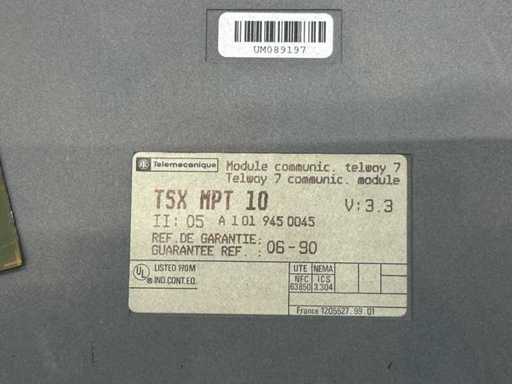 UM089197
Telemecanique Module communic. telway 7
Telway 7 communic. module
TSX MPT 10 V: 3.3
II: 05 A 1 01 945 0045
REF. DE GARANTIE:
GUARANTEE REF. : 06-90
UL LISTED
IND.CONT.EQ.
UTE NEMA
NFC ICS
63850 3.304
France 1205527.99.01